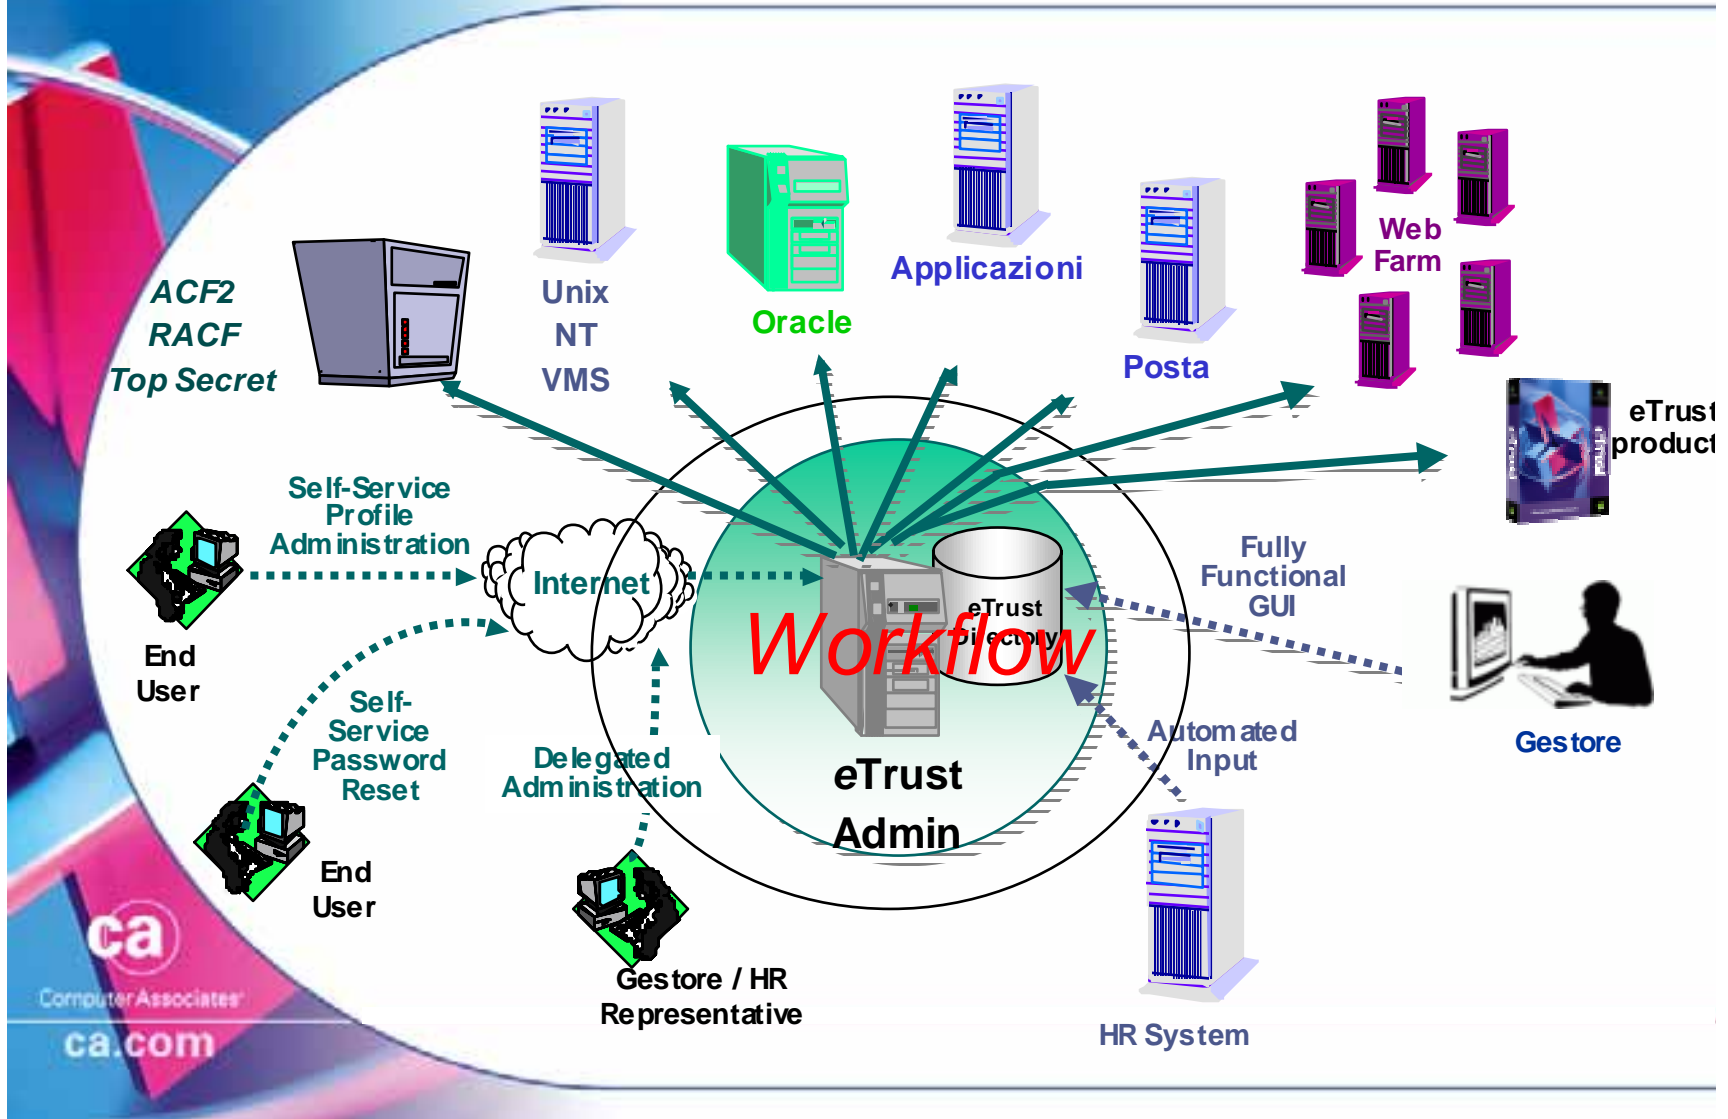 ACF2
RACF
Top Secret
Unix
NT
VMS
Oracle
Applicazioni
Posta
Web
Farm
eTrust
product
Self-Service
Profile
Administration
End
User
Internet
Self-
Service
Password
Reset
End
User
Delegated
Administration
Gestore / HR
Representative
Workflow
eTrust
Directory
eTrust
Admin
Fully
Functional
GUI
Gestore
Automated
Input
HR System
ca
Computer Associates
ca.com